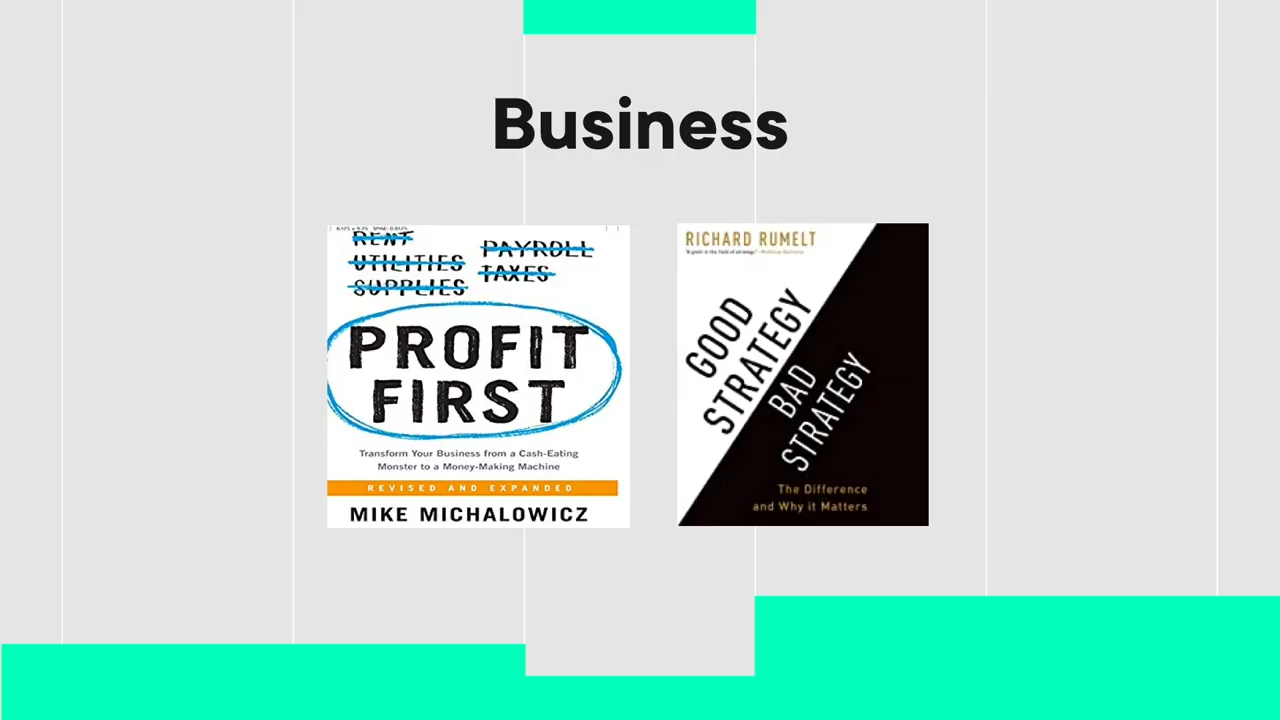 Business
RENT
UTILITIES
SUPPLIES
PAYROLL
TAXES
PROFIT
FIRST
Transform Your Business from a Cash-Eating
Monster to a Money-Making Machine
REVISED AND EXPANDED
MIKE MICHALOWICZ
RICHARD RUMELT
GOOD
STRATEGY
BAD
STRATEGY
The Difference
and Why it Matters